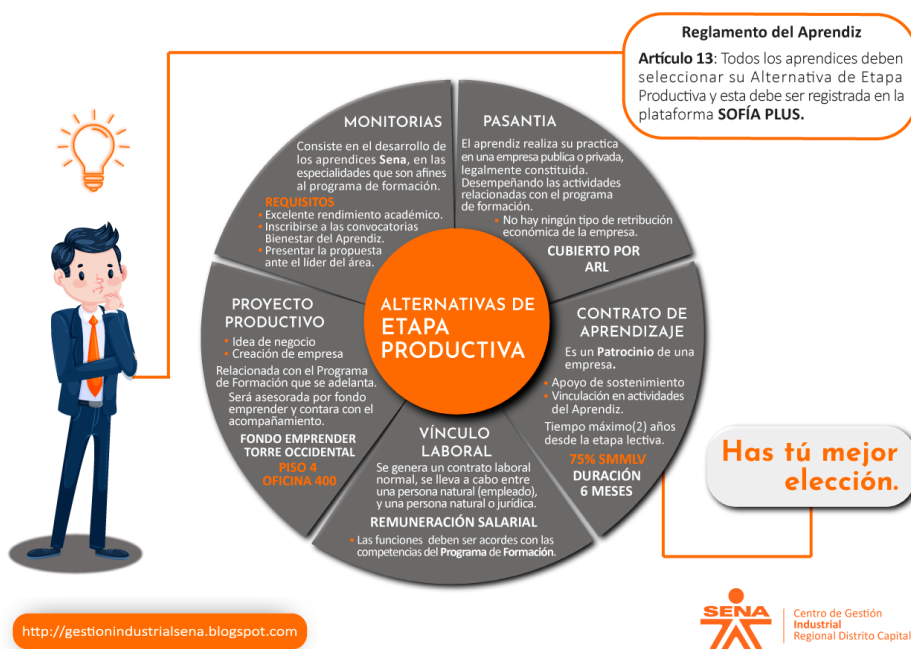 Reglamento del Aprendiz
Artículo 13: Todos los aprendices deben
seleccionar su Alternativa de Etapa
Productiva y esta debe ser registrada en la
plataforma SOFÍA PLUS.
MONITORIAS
Consiste en el desarrollo de
los aprendices Sena, en las
especialidades que son afines
al programa de formación.
REQUISITOS
• Excelente rendimiento académico.
• Inscribirse a las convocatorias
Bienestar del Aprendiz.
• Presentar la propuesta
ante el líder del área.
PASANTIA
El aprendiz realiza su practica
en una empresa publica o privada,
legalmente constituida.
Desempeñando las actividades
relacionadas con el programa
de formación.
• No hay ningún tipo de retribución
económica de la empresa.
CUBIERTO POR
ARL
ALTERNATIVAS DE
ETAPA
PRODUCTIVA
PROYECTO
PRODUCTIVO
• Idea de negocio
• Creación de empresa
Relacionada con el Programa
de Formación que se adelanta.
Será asesorada por fondo
emprender y contara con el
acompañamiento.
FONDO EMPRENDER
TORRE OCCIDENTAL
PISO 4
OFICINA 400
CONTRATO DE
APRENDIZAJE
Es un Patrocinio de una
empresa.
• Apoyo de sostenimiento
• Vinculación en actividades
del Aprendiz.
Tiempo máximo(2) años
desde la etapa lectiva.
75% SMMLV
DURACIÓN
6 MESES
VÍNCULO
LABORAL
Se genera un contrato laboral
normal, se lleva a cabo entre
una persona natural (empleado),
y una persona natural o jurídica.
REMUNERACIÓN SALARIAL
• Las funciones deben ser acordes con las
competencias del Programa de Formación.
Has tú mejor
elección.
http://gestionindustrialsena.blogspot.com
SENA
Centro de Gestión
Industrial
Regional Distrito Capital